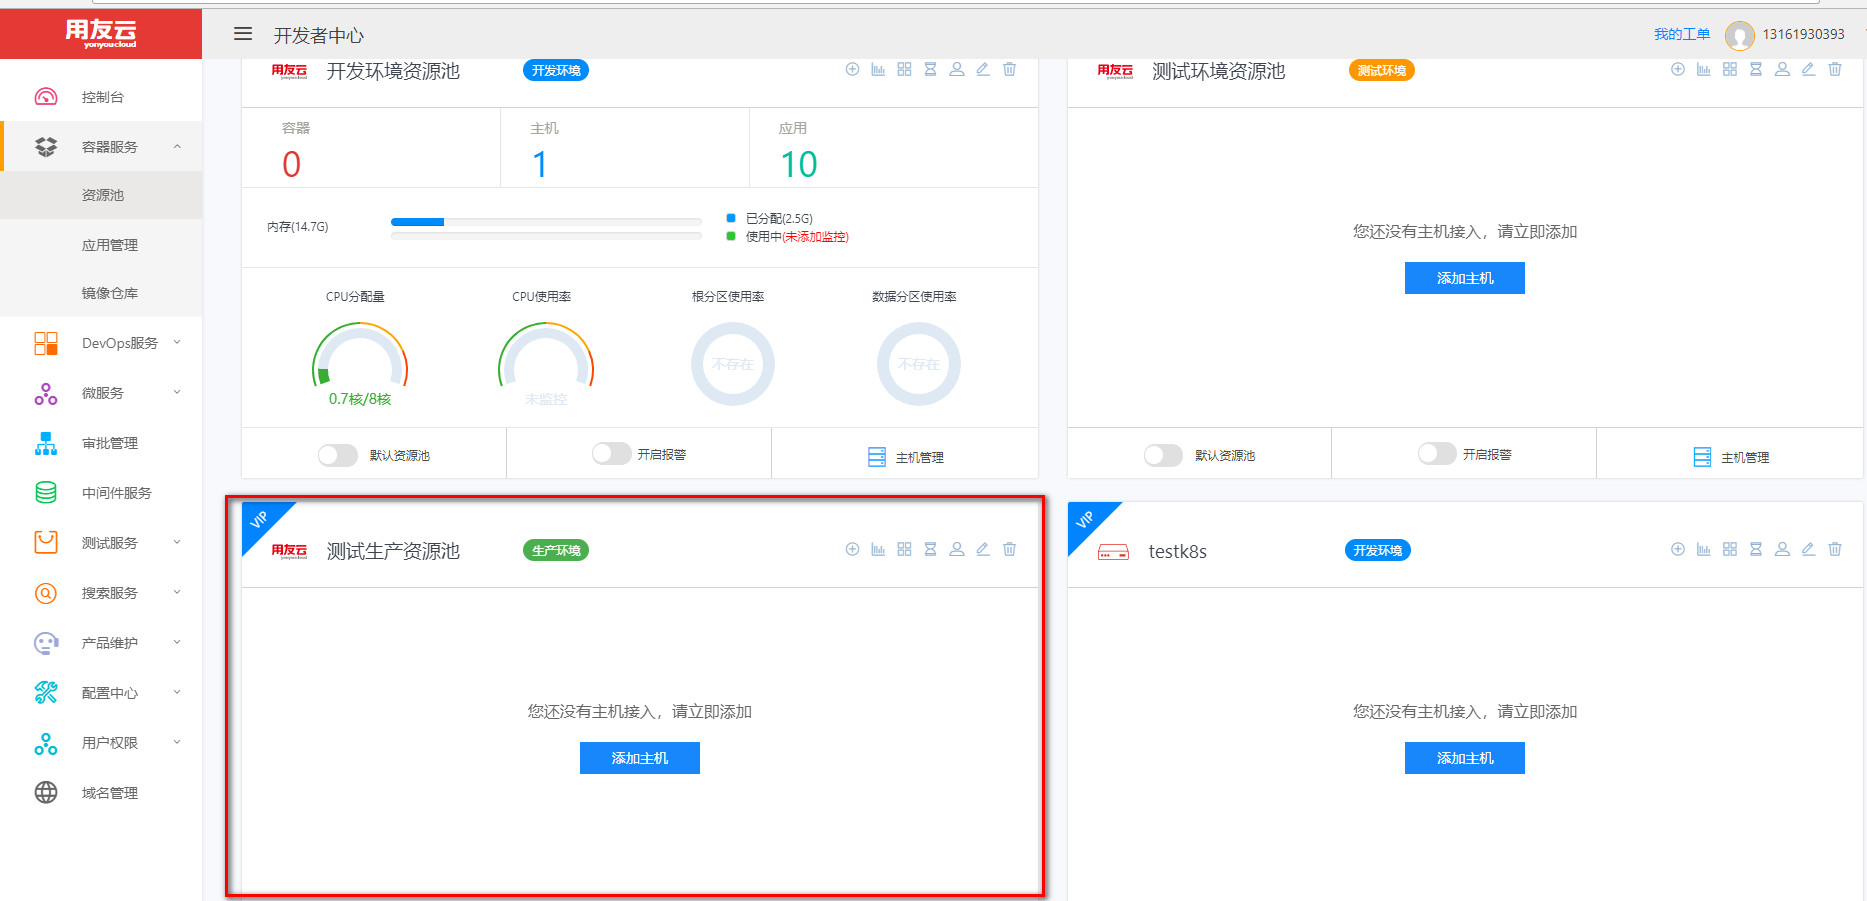 用友云
yonyoucloud
开发者中心
我的工单
13161930393
控制台
容器服务
资源池
应用管理
镜像仓库
DevOps服务
微服务
审批管理
中间件服务
测试服务
搜索服务
产品维护
配置中心
用户权限
域名管理
用友云
yonyoucloud
开发环境资源池
开发环境
容器
0
主机
1
应用
10
内存(14.7G)
已分配(2.5G)
使用中(未添加监控)
CPU分配量
CPU使用率
根分区使用率
数据分区使用率
0.7核/8核
未监控
不存在
不存在
默认资源池
开启报警
主机管理
用友云
yonyoucloud
测试环境资源池
测试环境
您还没有主机接入，请立即添加
添加主机
默认资源池
开启报警
主机管理
VIP
用友云
yonyoucloud
测试生产资源池
生产环境
您还没有主机接入，请立即添加
添加主机
VIP
testk8s
开发环境
您还没有主机接入，请立即添加
添加主机